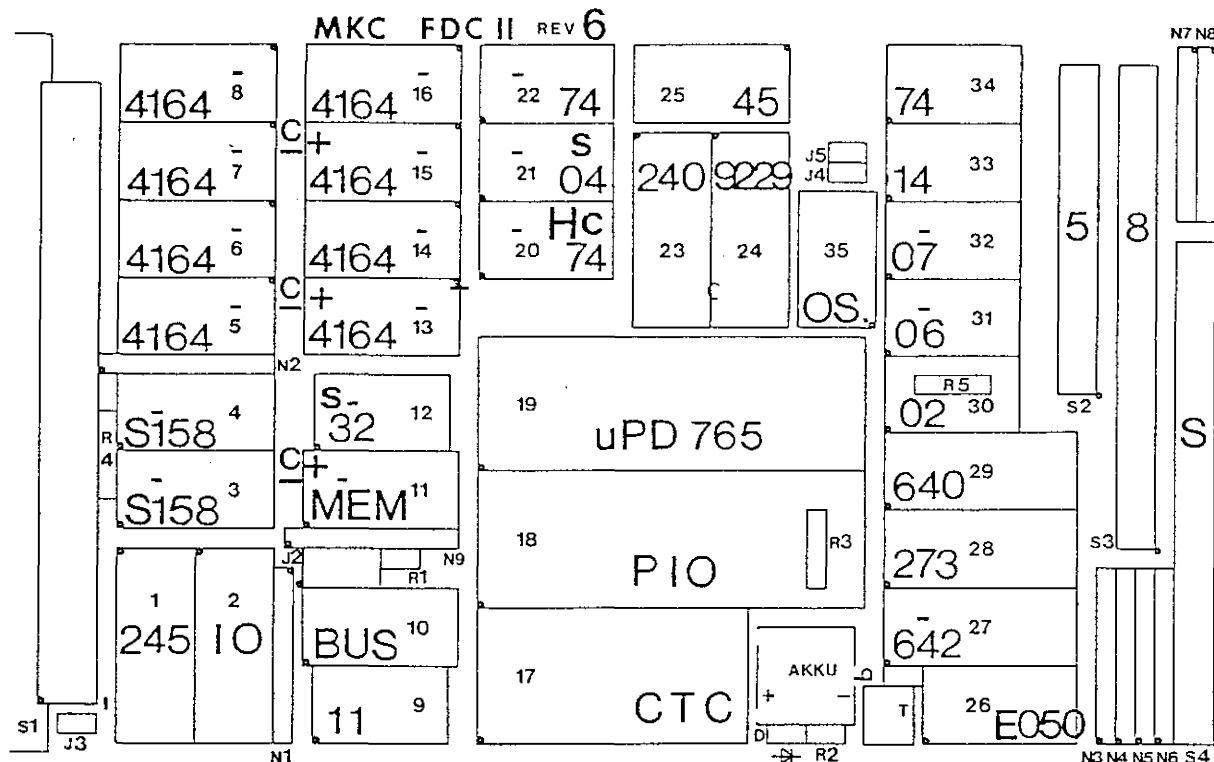 MKC FDC II REV 6
N7 N8
4164 8
4164 16
22 74
25 45
74 34
C +
4164 7
4164 15
S
21 04
240 23
9229 24
J5
J4
14 33
4164 6
4164 14
Hc
20 74
35 OS.
07 32
5
8
C +
4164 5
4164 13
06 31
N2
R5
02 30
S2
R4
S158 4
S-
32 12
19 uPD 765
S
C +
S158 3
MEM 11
640 29
J2
R1
N9
18 PIO
R3
273 28
S3
1 245
2 IO
BUS 10
642 27
11 9
17 CTC
AKKU
+ -
D
T
26 E050
S1
J3
N1
R2
N3 N4 N5 N6 S4